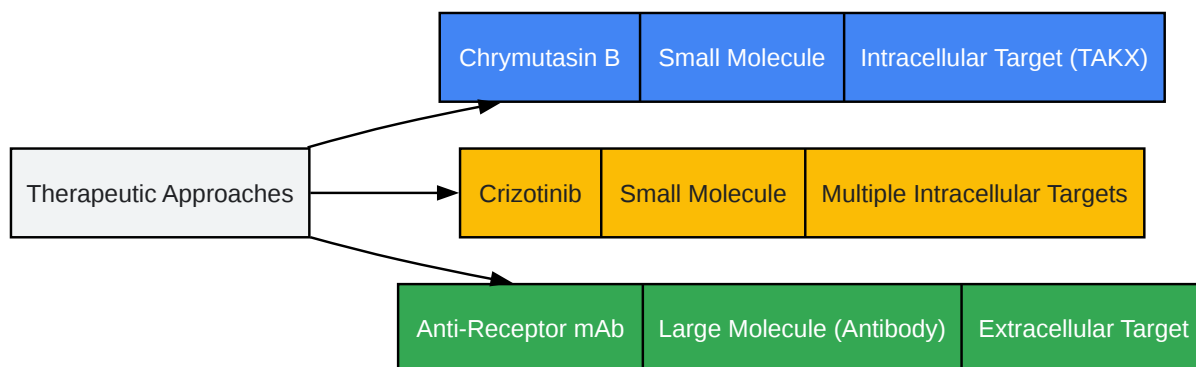 Chrymutasin B Small Molecule Intracellular Target (TAKX)
Therapeutic Approaches
Crizotinib Small Molecule Multiple Intracellular Targets
Anti-Receptor mAb Large Molecule (Antibody) Extracellular Target